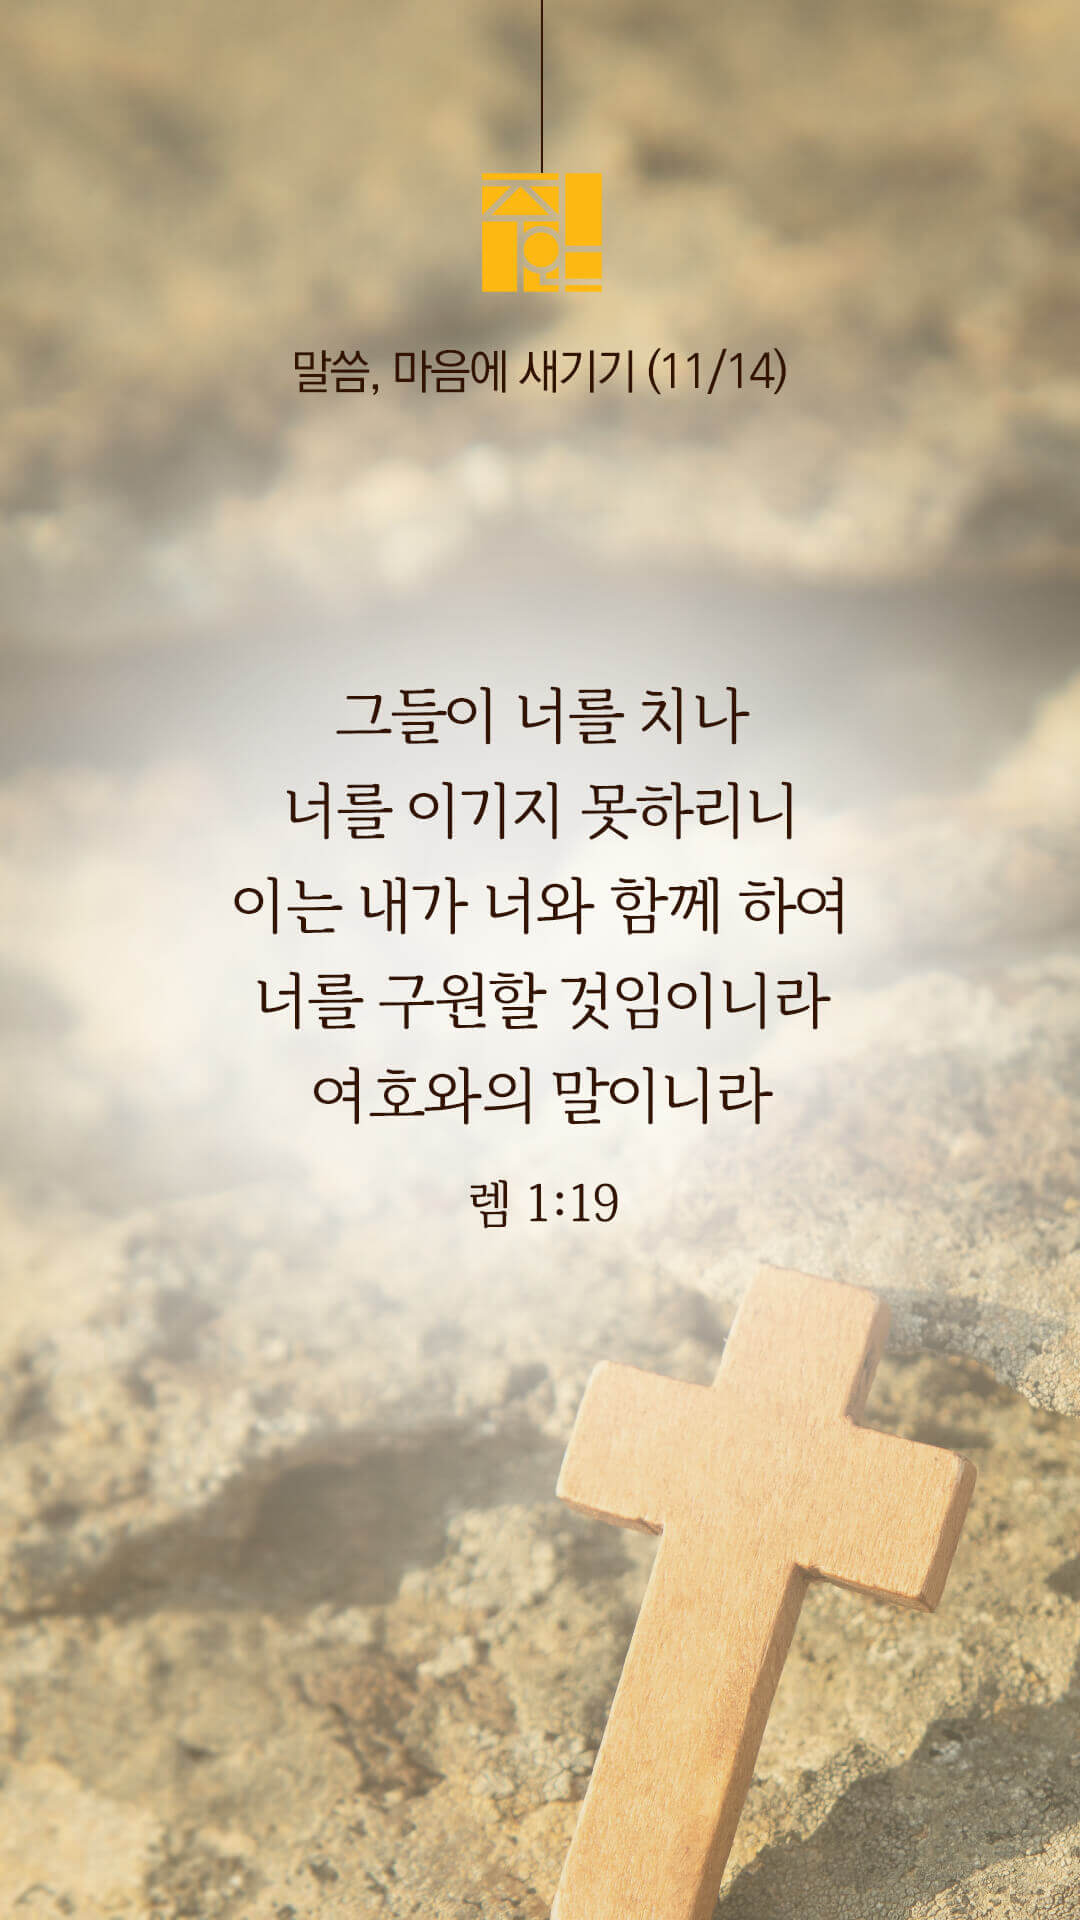 말씀, 마음에 새기기 (11/14)
그들이 너를 치나
너를 이기지 못하리니
이는 내가 너와 함께 하여
너를 구원할 것임이니라
여호와의 말이니라
렘 1:19